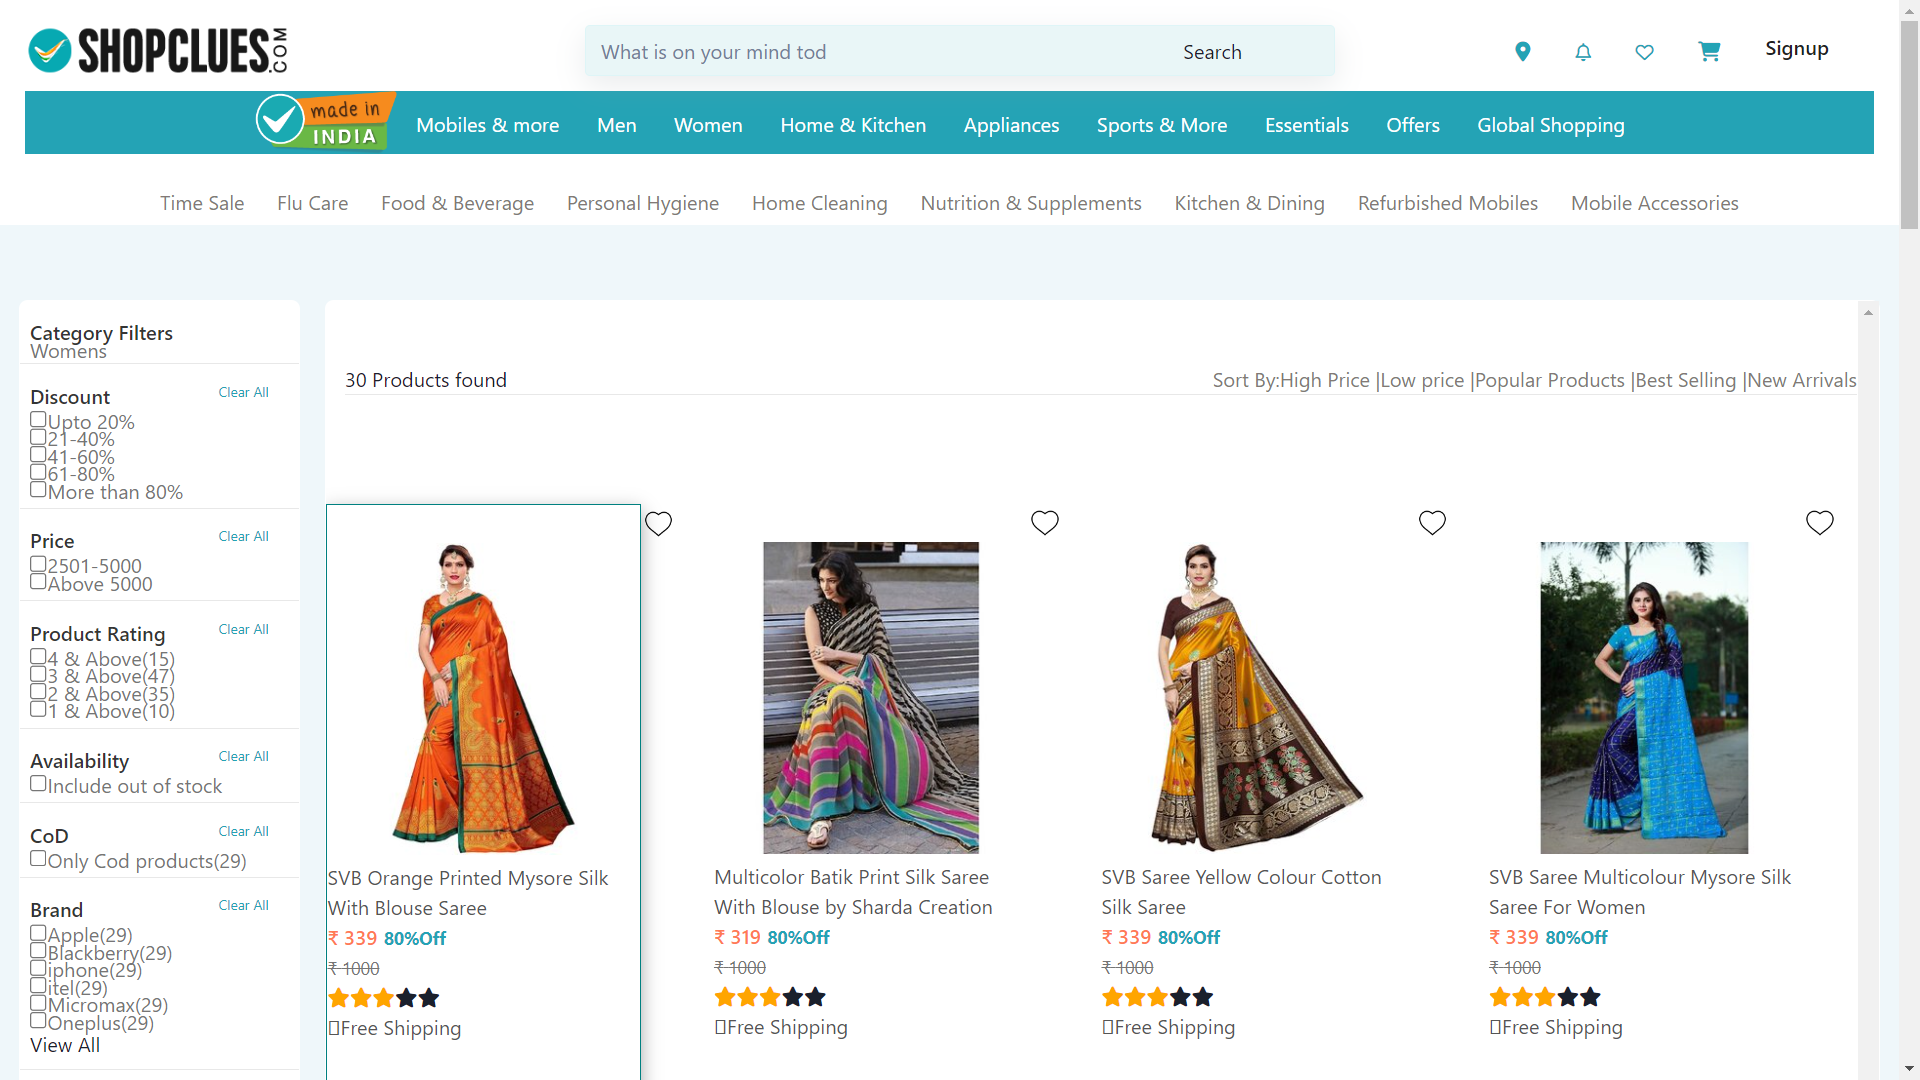 SHOPCLUES.COM
What is on your mind tod
Search
Signup
made in
INDIA
Mobiles & more
Men
Women
Home & Kitchen
Appliances
Sports & More
Essentials
Offers
Global Shopping
Time Sale
Flu Care
Food & Beverage
Personal Hygiene
Home Cleaning
Nutrition & Supplements
Kitchen & Dining
Refurbished Mobiles
Mobile Accessories
Category Filters
Womens
Discount
Clear All
Upto 20%
21-40%
41-60%
61-80%
More than 80%
Price
Clear All
2501-5000
Above 5000
Product Rating
Clear All
4 & Above(15)
3 & Above(47)
2 & Above(35)
1 & Above(10)
Availability
Clear All
Include out of stock
CoD
Clear All
Only Cod products(29)
Brand
Clear All
Apple(29)
Blackberry(29)
iphone(29)
itel(29)
Micromax(29)
Oneplus(29)
View All
30 Products found
Sort By:High Price |Low price |Popular Products |Best Selling |New Arrivals
SVB Orange Printed Mysore Silk
With Blouse Saree
₹ 339 80%Off
₹ 1000
Free Shipping
Multicolor Batik Print Silk Saree
With Blouse by Sharda Creation
₹ 319 80%Off
₹ 1000
Free Shipping
SVB Saree Yellow Colour Cotton
Silk Saree
₹ 339 80%Off
₹ 1000
Free Shipping
SVB Saree Multicolour Mysore Silk
Saree For Women
₹ 339 80%Off
₹ 1000
Free Shipping